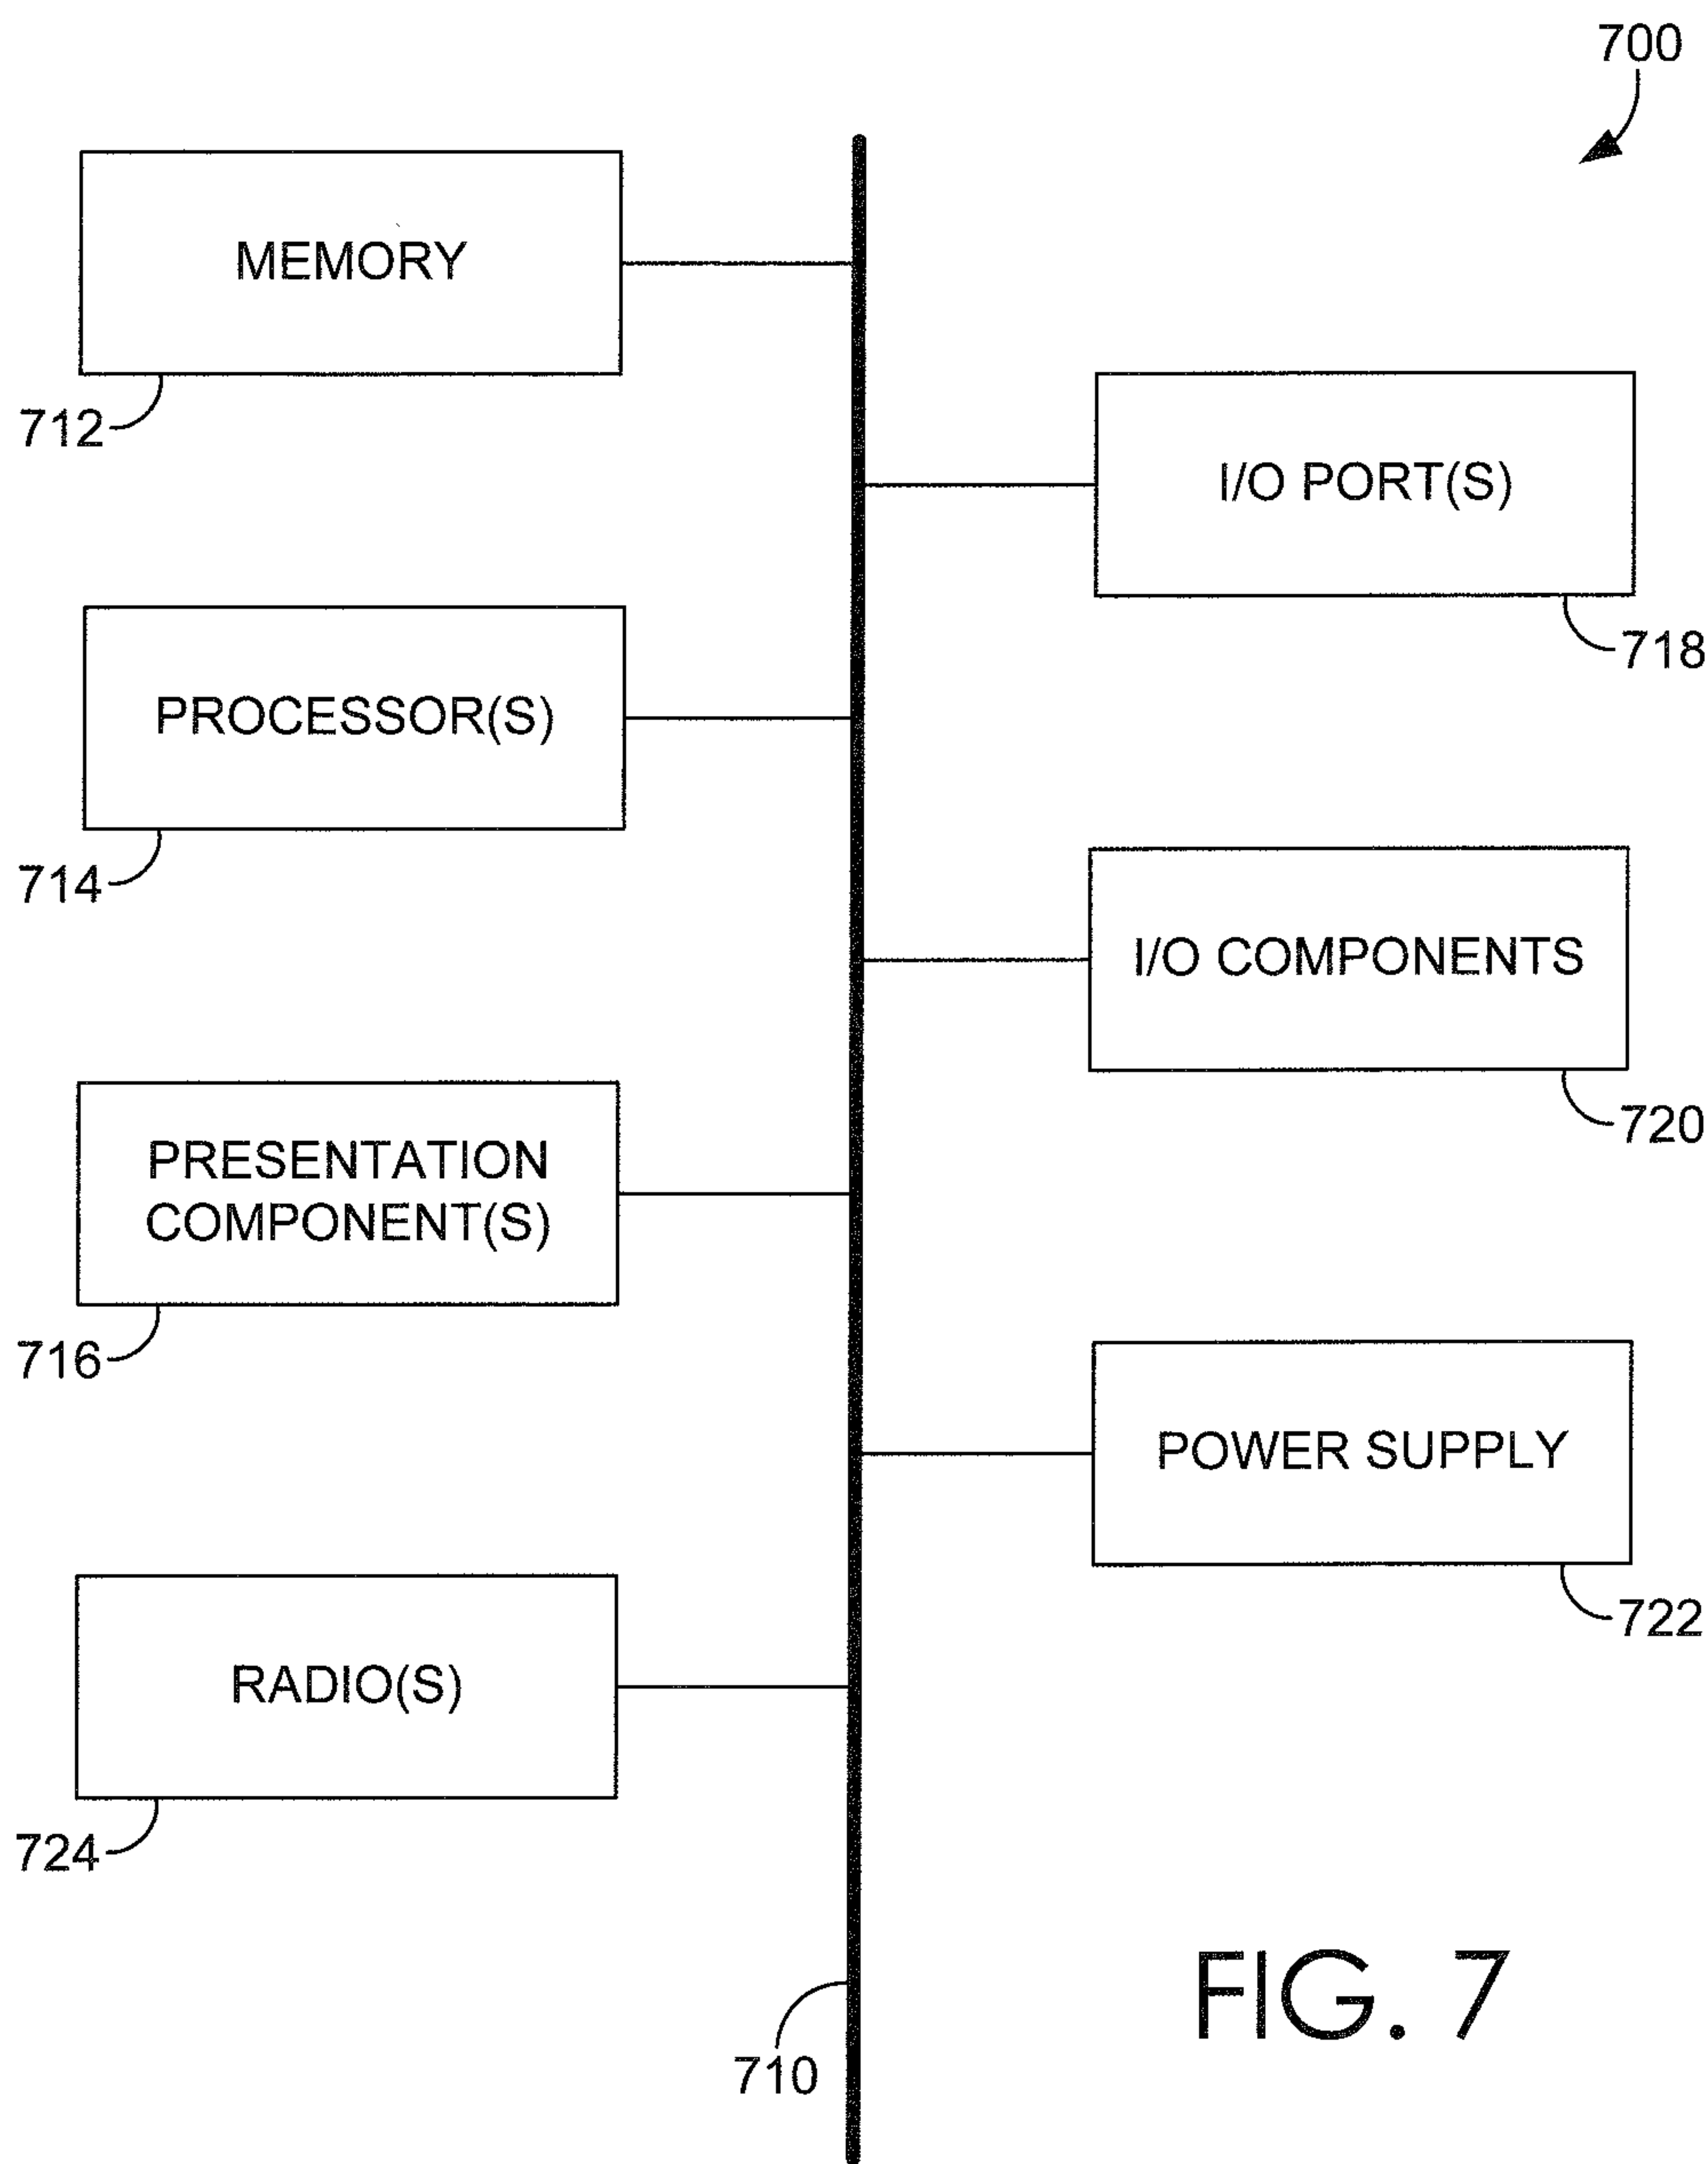 700
MEMORY
712
I/O PORT(S)
718
PROCESSOR(S)
714
I/O COMPONENTS
720
PRESENTATION
COMPONENT(S)
716
POWER SUPPLY
722
RADIO(S)
724
710
FIG. 7